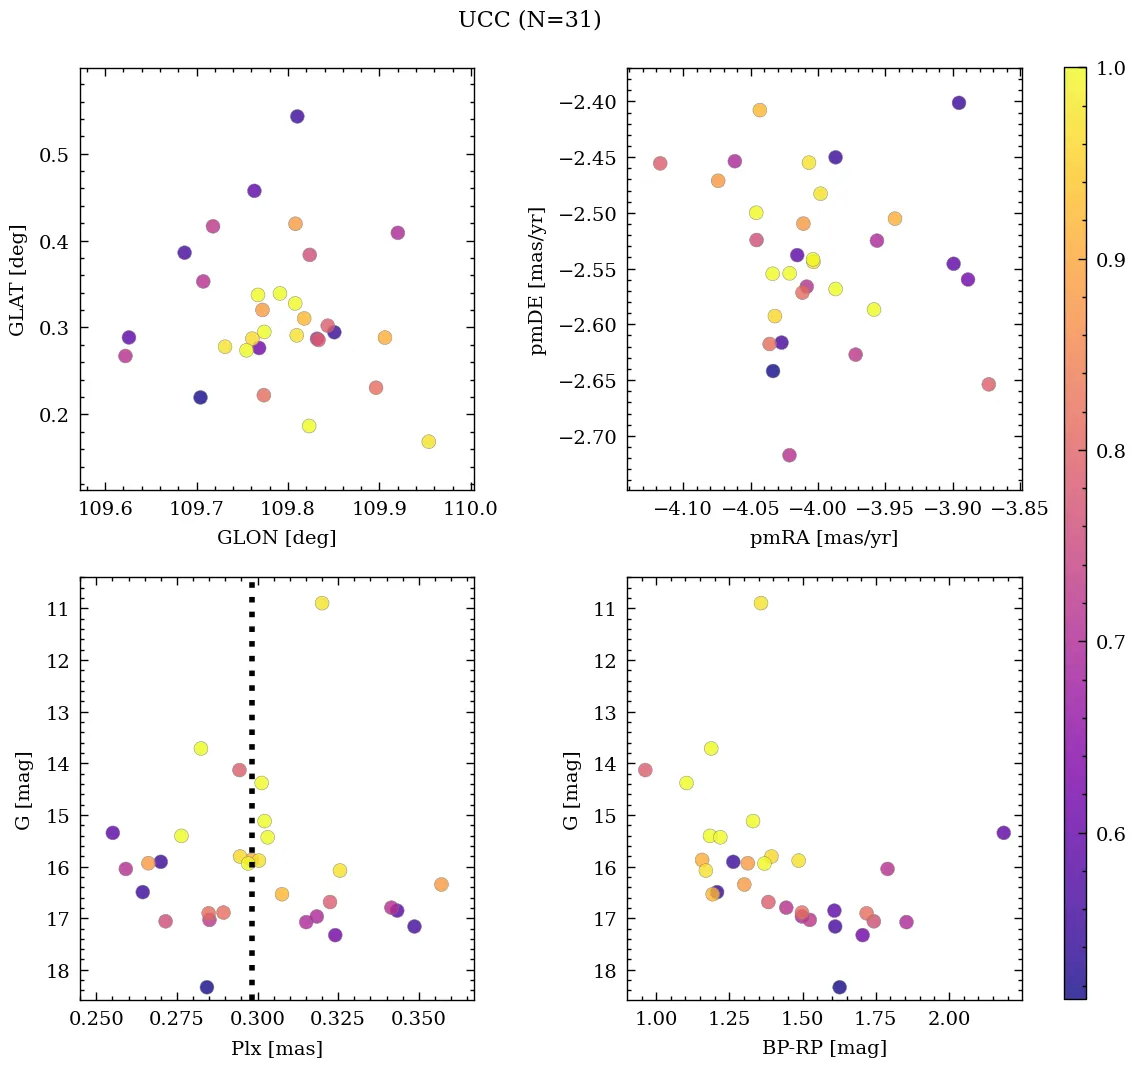 UCC (N=31)
0.5
0.4
0.3
0.2
GLAT [deg]
109.6 109.7 109.8 109.9 110.0
GLON [deg]
−2.40
−2.45
−2.50
−2.55
−2.60
−2.65
−2.70
pmDE [mas/yr]
−4.10 −4.05 −4.00 −3.95 −3.90 −3.85
pmRA [mas/yr]
11
12
13
14
15
16
17
18
G [mag]
0.250 0.275 0.300 0.325 0.350
Plx [mas]
11
12
13
14
15
16
17
18
G [mag]
1.00 1.25 1.50 1.75 2.00
BP-RP [mag]
1.0
0.9
0.8
0.7
0.6